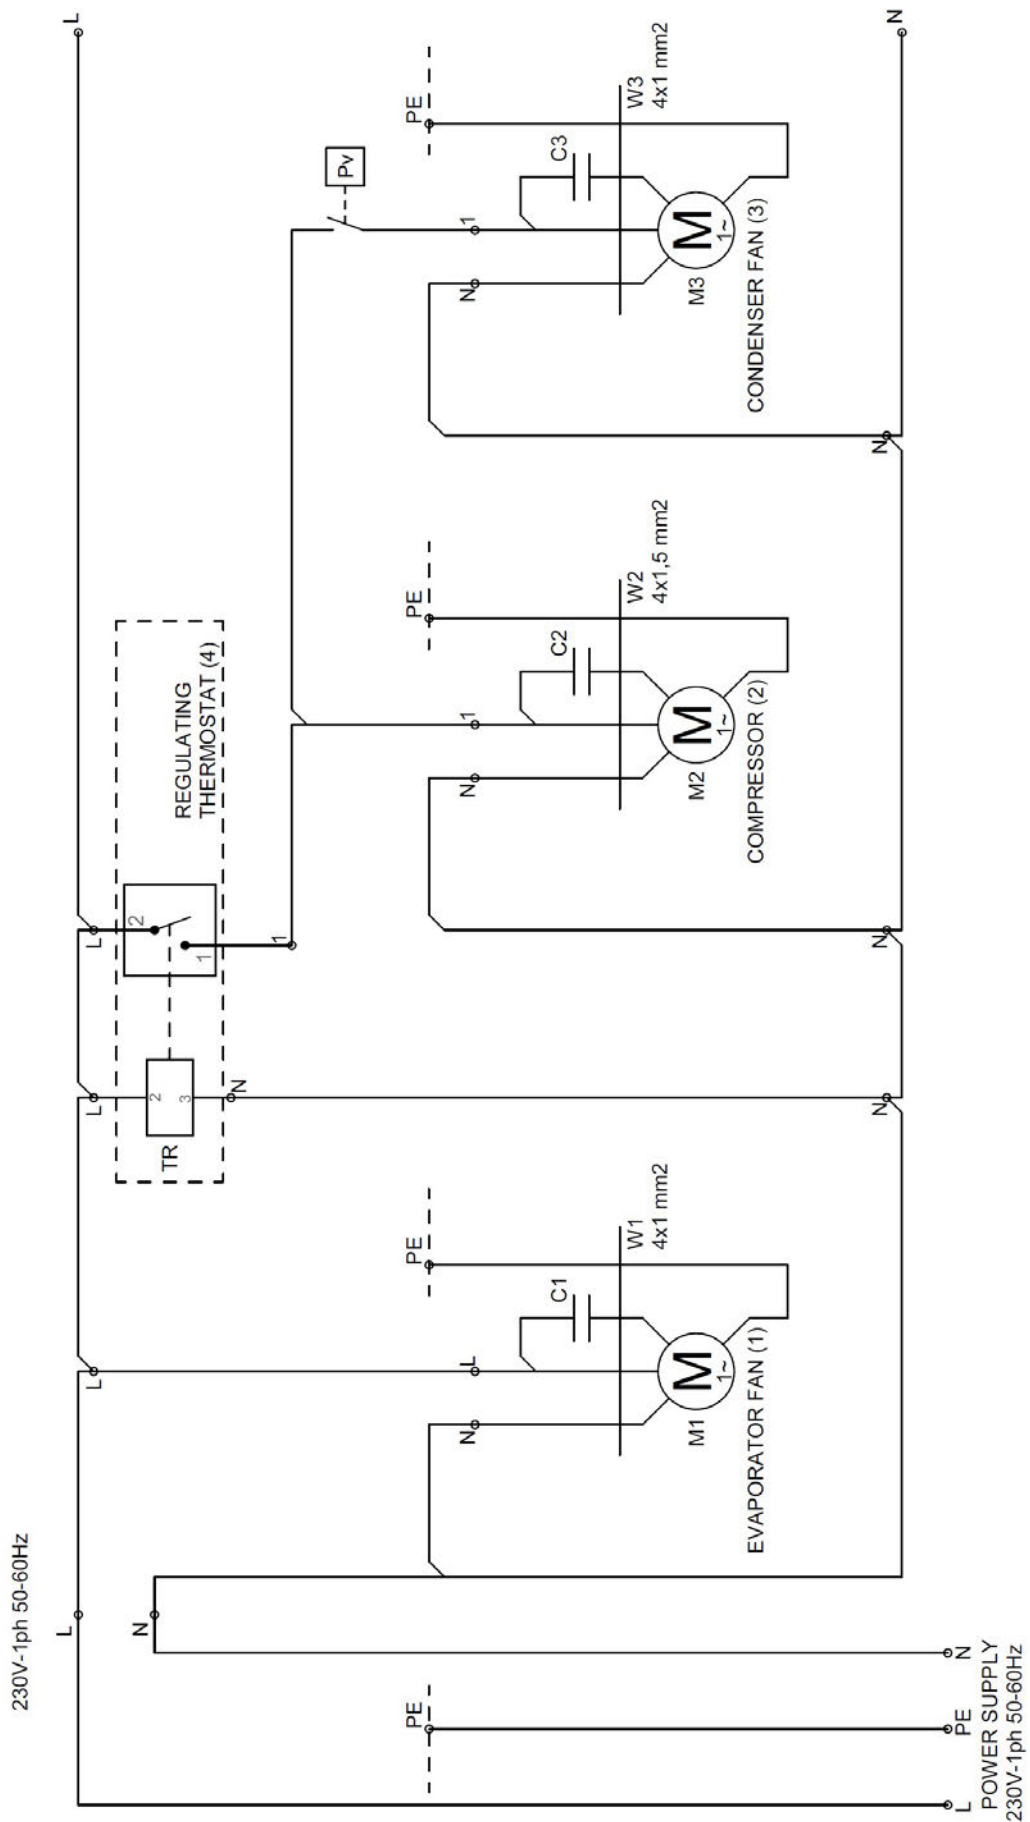 230V-1ph 50-60Hz
L
N
PE
L
PE
N
POWER SUPPLY
230V-1ph 50-60Hz
L
L
N
C1
PE
W1
4x1 mm2
M
1~
M1
EVAPORATOR FAN (1)
L
TR
2
3
N
N
REGULATING
THERMOSTAT (4)
L
2
1
1
N
N
1
C2
PE
W2
4x1,5 mm2
M
1~
M2
COMPRESSOR (2)
N
N
1
Pv
C3
PE
W3
4x1 mm2
M
1~
M3
CONDENSER FAN (3)
L
N